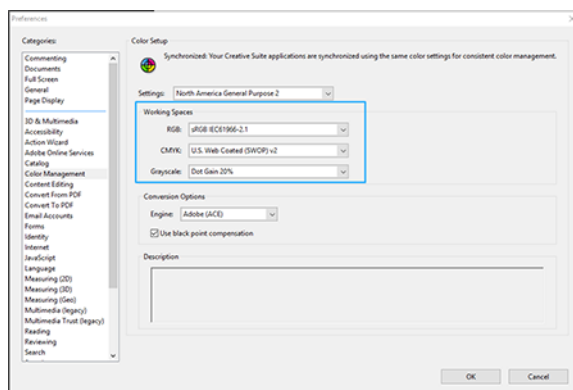 Preferences
Categories:
Commenting
Documents
Full Screen
General
Page Display
3D & Multimedia
Accessibility
Action Wizard
Adobe Online Services
Catalog
Color Management
Content Editing
Convert From PDF
Convert To PDF
Email Accounts
Forms
Identity
Internet
JavaScript
Language
Measuring (2D)
Measuring (3D)
Measuring (Geo)
Multimedia (legacy)
Multimedia Trust (legacy)
Reading
Reviewing
Search
Color Setup
Synchronized: Your Creative Suite applications are synchronized using the same color settings for consistent color management.
Settings: North America General Purpose 2
Working Spaces
RGB: sRGB IEC61966-2.1
CMYK: U.S. Web Coated (SWOP) v2
Grayscale: Dot Gain 20%
Conversion Options
Engine: Adobe (ACE)
Use black point compensation
Description
OK Cancel